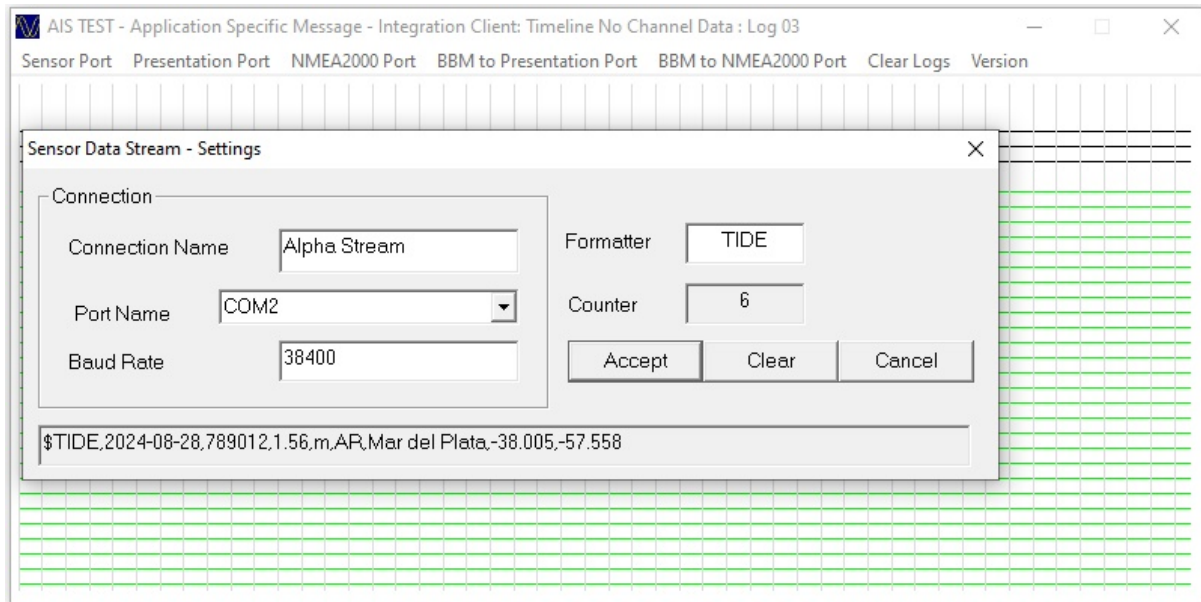 AIS TEST - Application Specific Message - Integration Client: Timeline No Channel Data : Log 03
Sensor Port Presentation Port NMEA2000 Port BBM to Presentation Port BBM to NMEA2000 Port Clear Logs Version
Sensor Data Stream - Settings
Connection
Connection Name Alpha Stream
Port Name COM2
Baud Rate 38400
Formatter TIDE
Counter 6
Accept Clear Cancel
$TIDE,2024-08-28,789012,1.56,m,AR,Mar del Plata,-38.005,-57.558